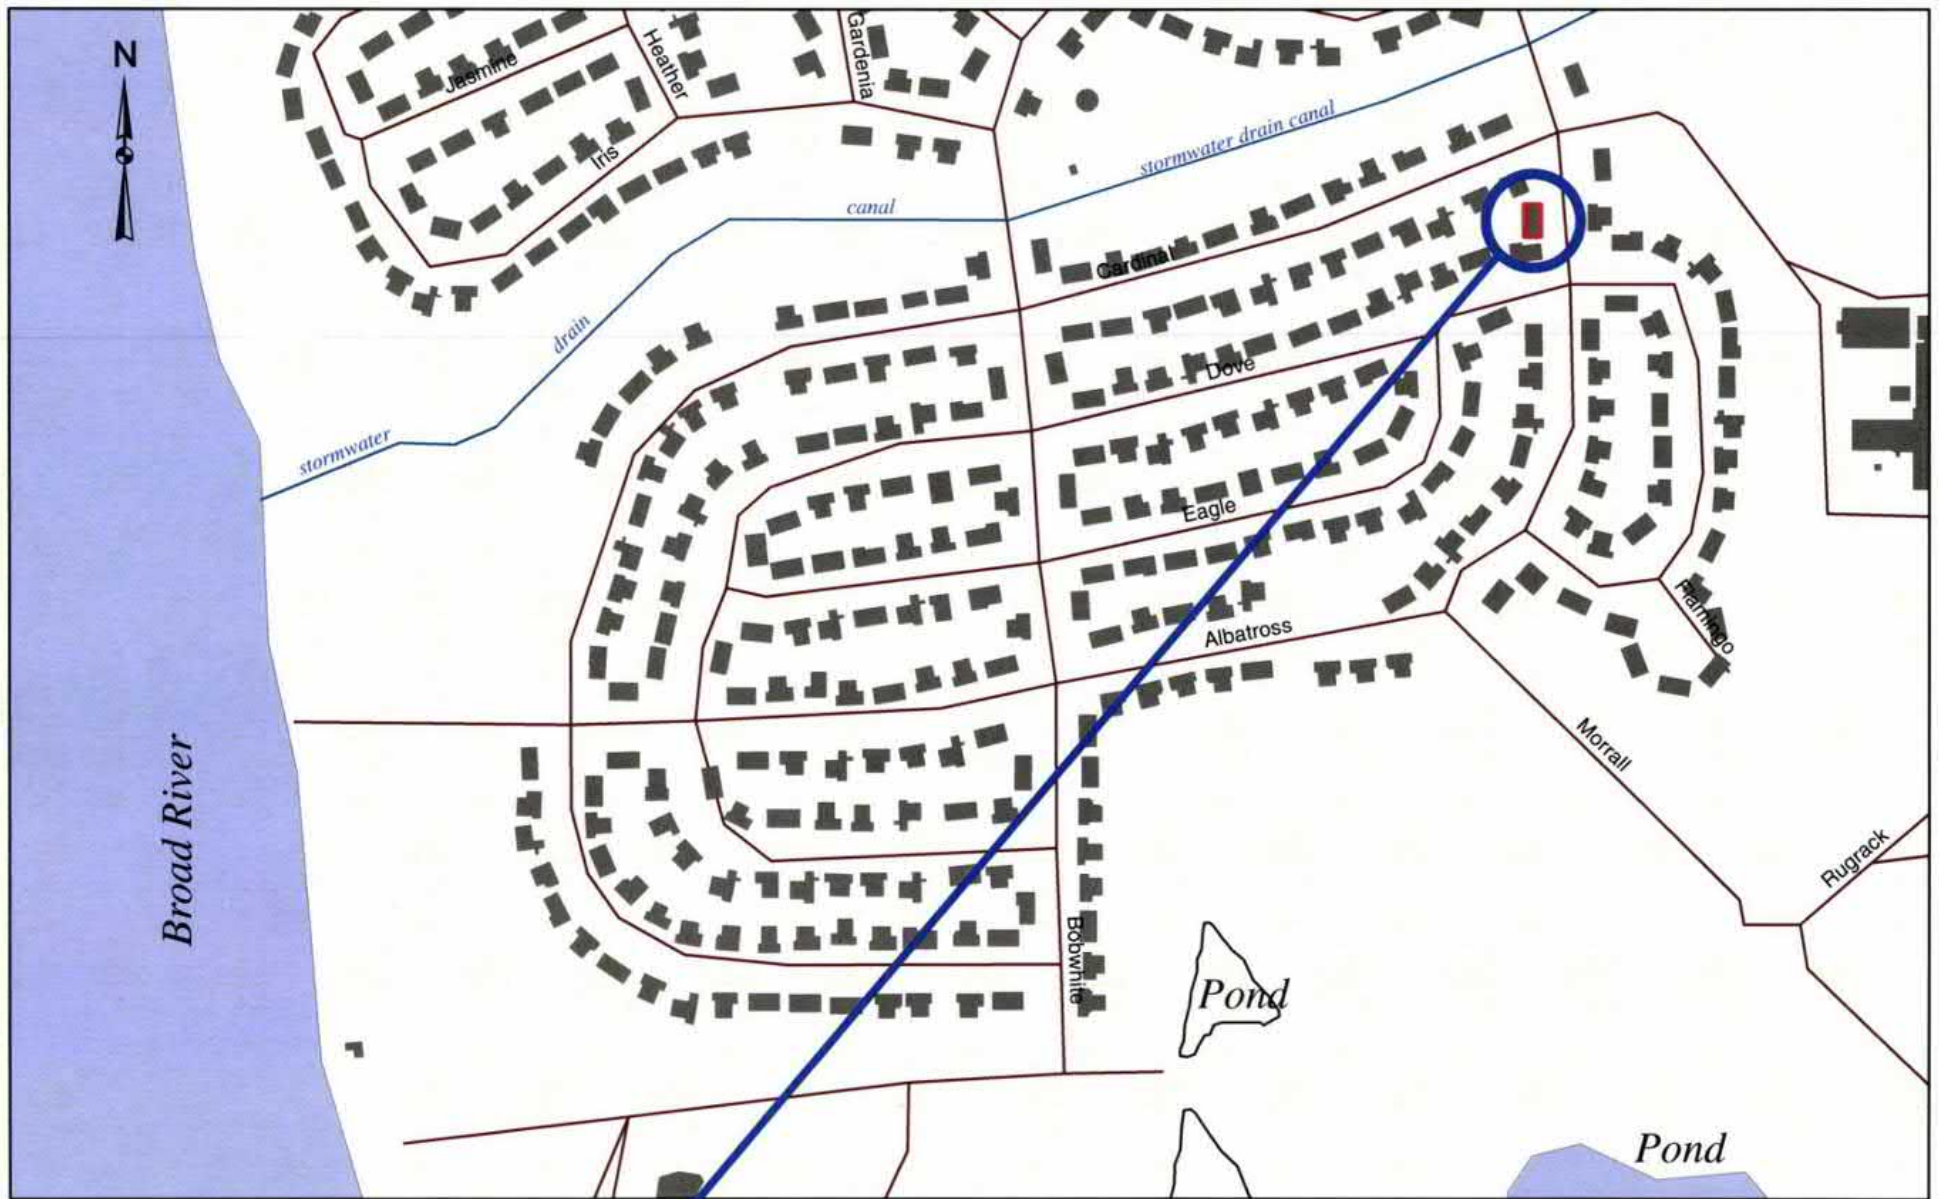 N
Jasmine
Heather
Gardenia
Iris
stormwater drain canal
canal
drain
stormwater
Cardinal
Dove
Eagle
Albatross
Flamingo
Morrall
Rugrack
Bobwhite
Broad River
Pond
Pond